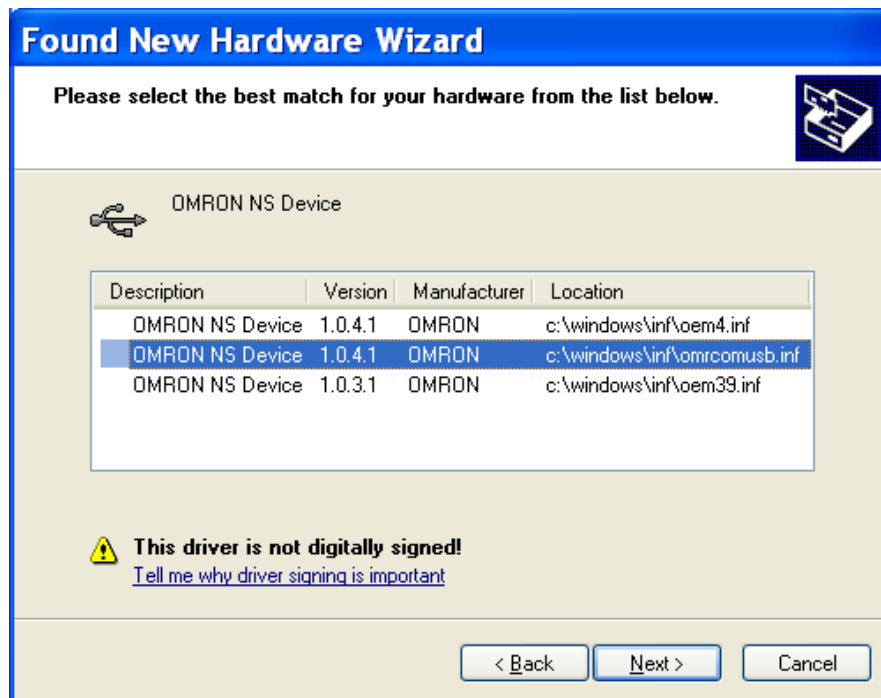 Found New Hardware Wizard
Please select the best match for your hardware from the list below.
OMRON NS Device
Description Version Manufacturer Location
OMRON NS Device 1.0.4.1 OMRON c:\windows\inf\oem4.inf
OMRON NS Device 1.0.4.1 OMRON c:\windows\inf\omrcomusb.inf
OMRON NS Device 1.0.3.1 OMRON c:\windows\inf\oem39.inf
This driver is not digitally signed!
Tell me why driver signing is important
< Back Next > Cancel